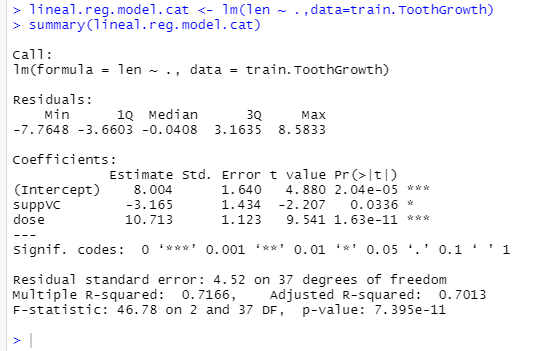 > lineal.reg.model.cat <- lm(len ~ .,data=train.ToothGrowth)
> summary(lineal.reg.model.cat)

Call:
lm(formula = len ~ ., data = train.ToothGrowth)

Residuals:
    Min      1Q  Median      3Q     Max
-7.7648 -3.6603 -0.0408  3.1635  8.5833

Coefficients:
            Estimate Std. Error t value Pr(>|t|)
(Intercept)    8.004      1.640   4.880 2.04e-05 ***
suppVC        -3.165      1.434  -2.207   0.0336 *
dose          10.713      1.123   9.541 1.63e-11 ***
---
Signif. codes:  0 ‘***’ 0.001 ‘**’ 0.01 ‘*’ 0.05 ‘.’ 0.1 ‘ ’ 1

Residual standard error: 4.52 on 37 degrees of freedom
Multiple R-squared:  0.7166,    Adjusted R-squared:  0.7013
F-statistic: 46.78 on 2 and 37 DF,  p-value: 7.395e-11

>